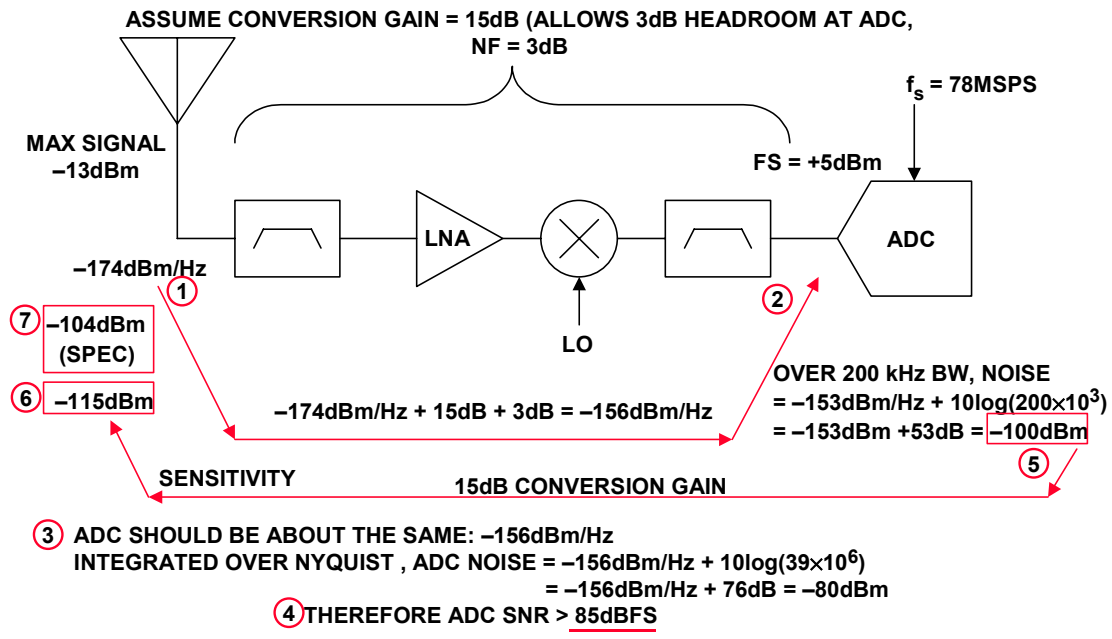 ASSUME CONVERSION GAIN = 15dB (ALLOWS 3dB HEADROOM AT ADC,
NF = 3dB
fs = 78MSPS
MAX SIGNAL
–13dBm
FS = +5dBm
LNA
ADC
–174dBm/Hz
1
2
7
–104dBm
(SPEC)
LO
6
–115dBm
OVER 200 kHz BW, NOISE
= –153dBm/Hz + 10log(200×10³)
= –153dBm +53dB = –100dBm
–174dBm/Hz + 15dB + 3dB = –156dBm/Hz
5
SENSITIVITY
15dB CONVERSION GAIN
3 ADC SHOULD BE ABOUT THE SAME: –156dBm/Hz
INTEGRATED OVER NYQUIST , ADC NOISE = –156dBm/Hz + 10log(39×10⁶)
= –156dBm/Hz + 76dB = –80dBm
4 THEREFORE ADC SNR > 85dBFS